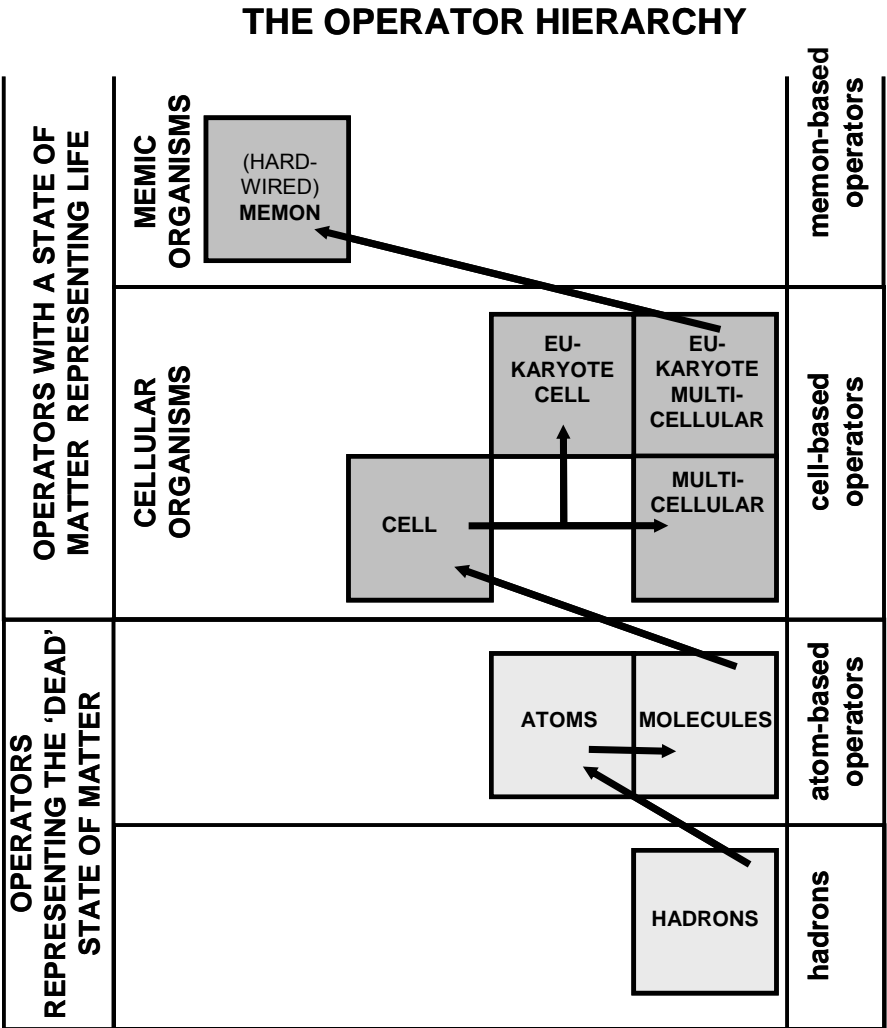 THE OPERATOR HIERARCHY
OPERATORS WITH A STATE OF
MATTER REPRESENTING LIFE
MEMIC
ORGANISMS
(HARD-
WIRED)
MEMON
memon-based
operators
CELLULAR
ORGANISMS
EU-
KARYOTE
CELL
EU-
KARYOTE
MULTI-
CELLULAR
CELL
MULTI-
CELLULAR
cell-based
operators
OPERATORS
REPRESENTING THE ‘DEAD’
STATE OF MATTER
ATOMS
MOLECULES
atom-based
operators
HADRONS
hadrons